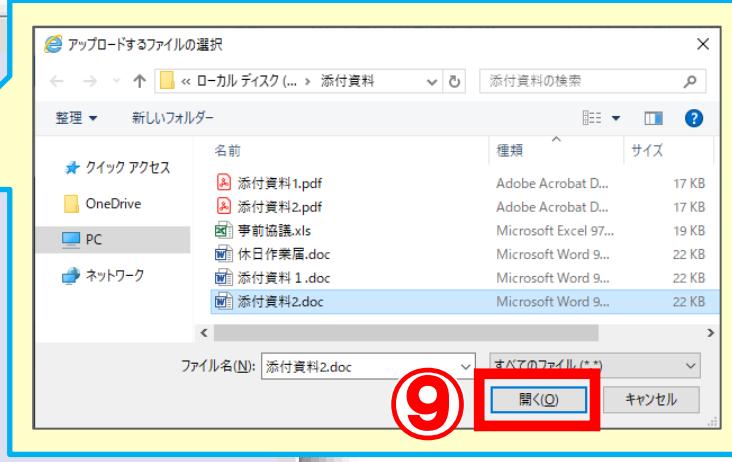 アップロードするファイルの選択
« ローカル ディスク (... › 添付資料 添付資料の検索
整理 新しいフォルダー
名前 種類 サイズ
クイック アクセス
OneDrive
PC
ネットワーク
添付資料1.pdf Adobe Acrobat D... 17 KB
添付資料2.pdf Adobe Acrobat D... 17 KB
事前協議.xls Microsoft Excel 97... 19 KB
休日作業届.doc Microsoft Word 9... 22 KB
添付資料１.doc Microsoft Word 9... 22 KB
添付資料2.doc Microsoft Word 9... 22 KB
ファイル名(N): 添付資料2.doc すべてのファイル (*.*)
⑨ 開く(O) キャンセル